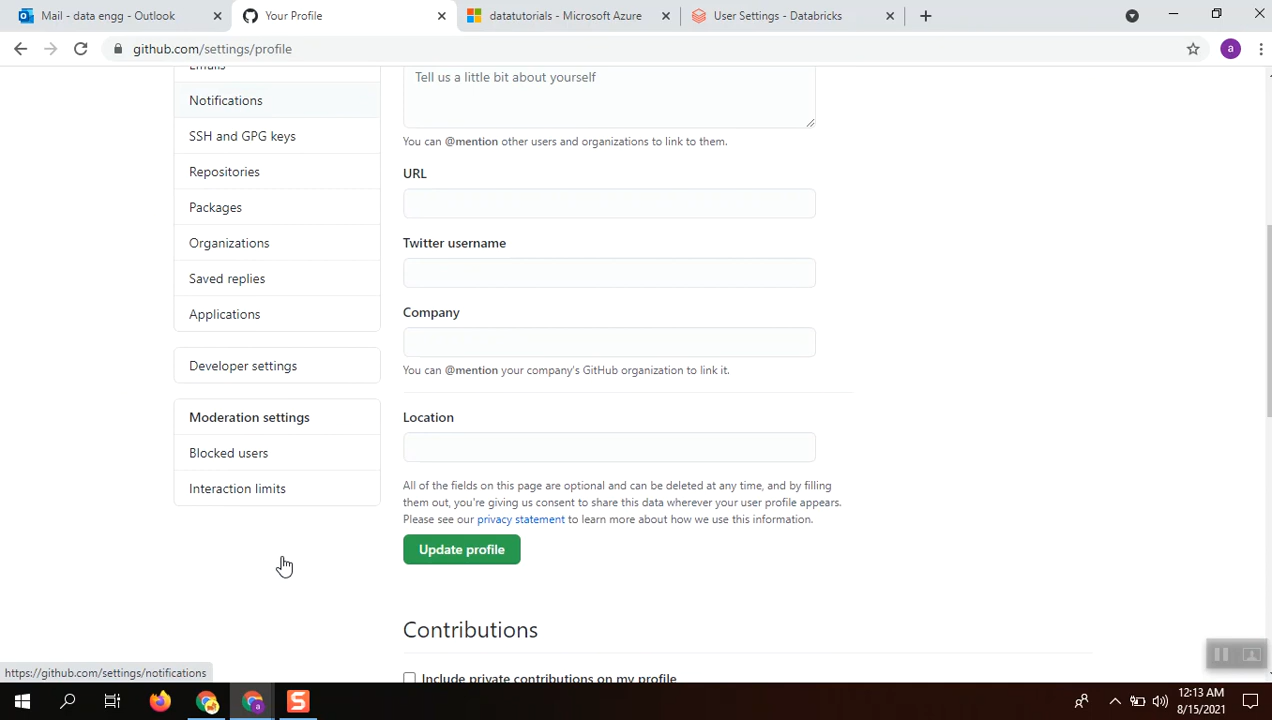 Mail - data engg - Outlook
Your Profile
datatutorials - Microsoft Azure
User Settings - Databricks
github.com/settings/profile
a
Emails
Tell us a little bit about yourself
Notifications
SSH and GPG keys
You can @mention other users and organizations to link to them.
Repositories
URL
Packages
Organizations
Twitter username
Saved replies
Applications
Company
Developer settings
You can @mention your company's GitHub organization to link it.
Moderation settings
Location
Blocked users
Interaction limits
All of the fields on this page are optional and can be deleted at any time, and by filling
them out, you're giving us consent to share this data wherever your user profile appears.
Please see our privacy statement to learn more about how we use this information.
Update profile
Contributions
https://github.com/settings/notifications
Include private contributions on my profile
a
S
12:13 AM
8/15/2021